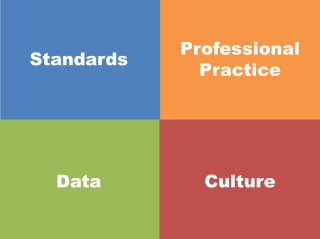 Standards
Professional
Practice
Data
Culture